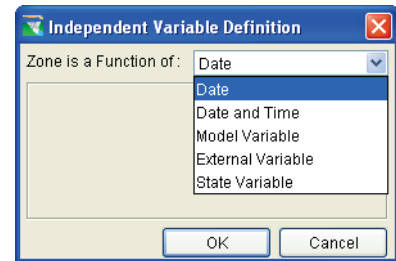 Independent Variable Definition
Zone is a Function of: Date
Date
Date and Time
Model Variable
External Variable
State Variable
OK Cancel